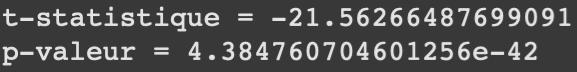 t-statistique = -21.56266487699091
p-valeur = 4.384760704601256e-42